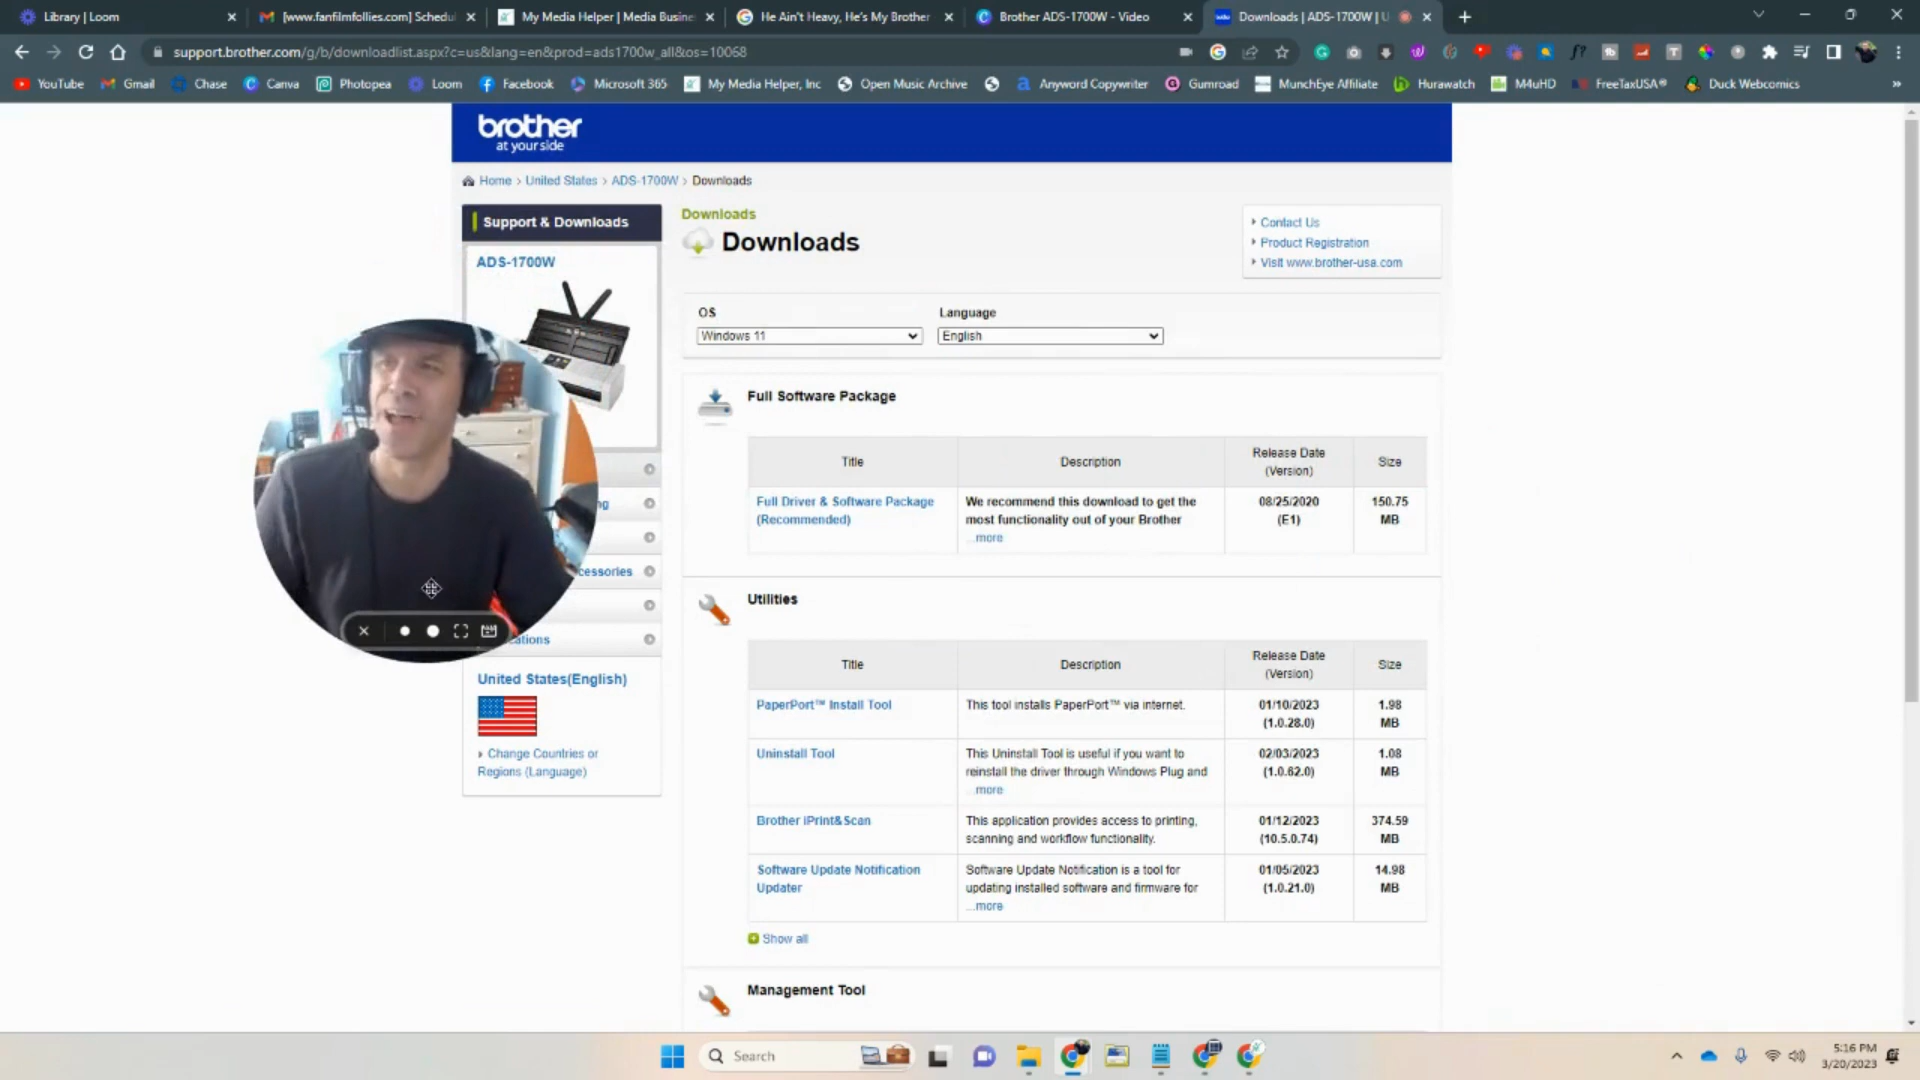 Library | Loom
[www.fanfilmfollies.com] Schedu
My Media Helper | Media Busine
He Ain't Heavy, He's My Brother
Brother ADS-1700W - Video
Downloads | ADS-1700W | U
support.brother.com/g/b/downloadlist.aspx?c=us&lang=en&prod=ads1700w_all&os=10068
YouTube
Gmail
Chase
Canva
Photopea
Loom
Facebook
Microsoft 365
My Media Helper, Inc
Open Music Archive
Anyword Copywriter
Gumroad
MunchEye Affiliate
Hurawatch
M4uHD
FreeTaxUSA®
Duck Webcomics
»
brother
at your side
Home > United States > ADS-1700W > Downloads
Support & Downloads
ADS-1700W
ng
cessories
ations
United States(English)
Change Countries or
Regions (Language)
Downloads
Downloads
Contact Us
Product Registration
Visit www.brother-usa.com
OS
Language
Windows 11
English
Full Software Package
Title
Description
Release Date
(Version)
Size
Full Driver & Software Package
(Recommended)
We recommend this download to get the
most functionality out of your Brother
...more
08/25/2020
(E1)
150.75
MB
Utilities
Title
Description
Release Date
(Version)
Size
PaperPort™ Install Tool
This tool installs PaperPort™ via internet.
01/10/2023
(1.0.28.0)
1.98
MB
Uninstall Tool
This Uninstall Tool is useful if you want to
reinstall the driver through Windows Plug and
...more
02/03/2023
(1.0.62.0)
1.08
MB
Brother iPrint&Scan
This application provides access to printing,
scanning and workflow functionality.
01/12/2023
(10.5.0.74)
374.59
MB
Software Update Notification
Updater
Software Update Notification is a tool for
updating installed software and firmware for
...more
01/05/2023
(1.0.21.0)
14.98
MB
Show all
Management Tool
Search
5:16 PM
3/20/2023